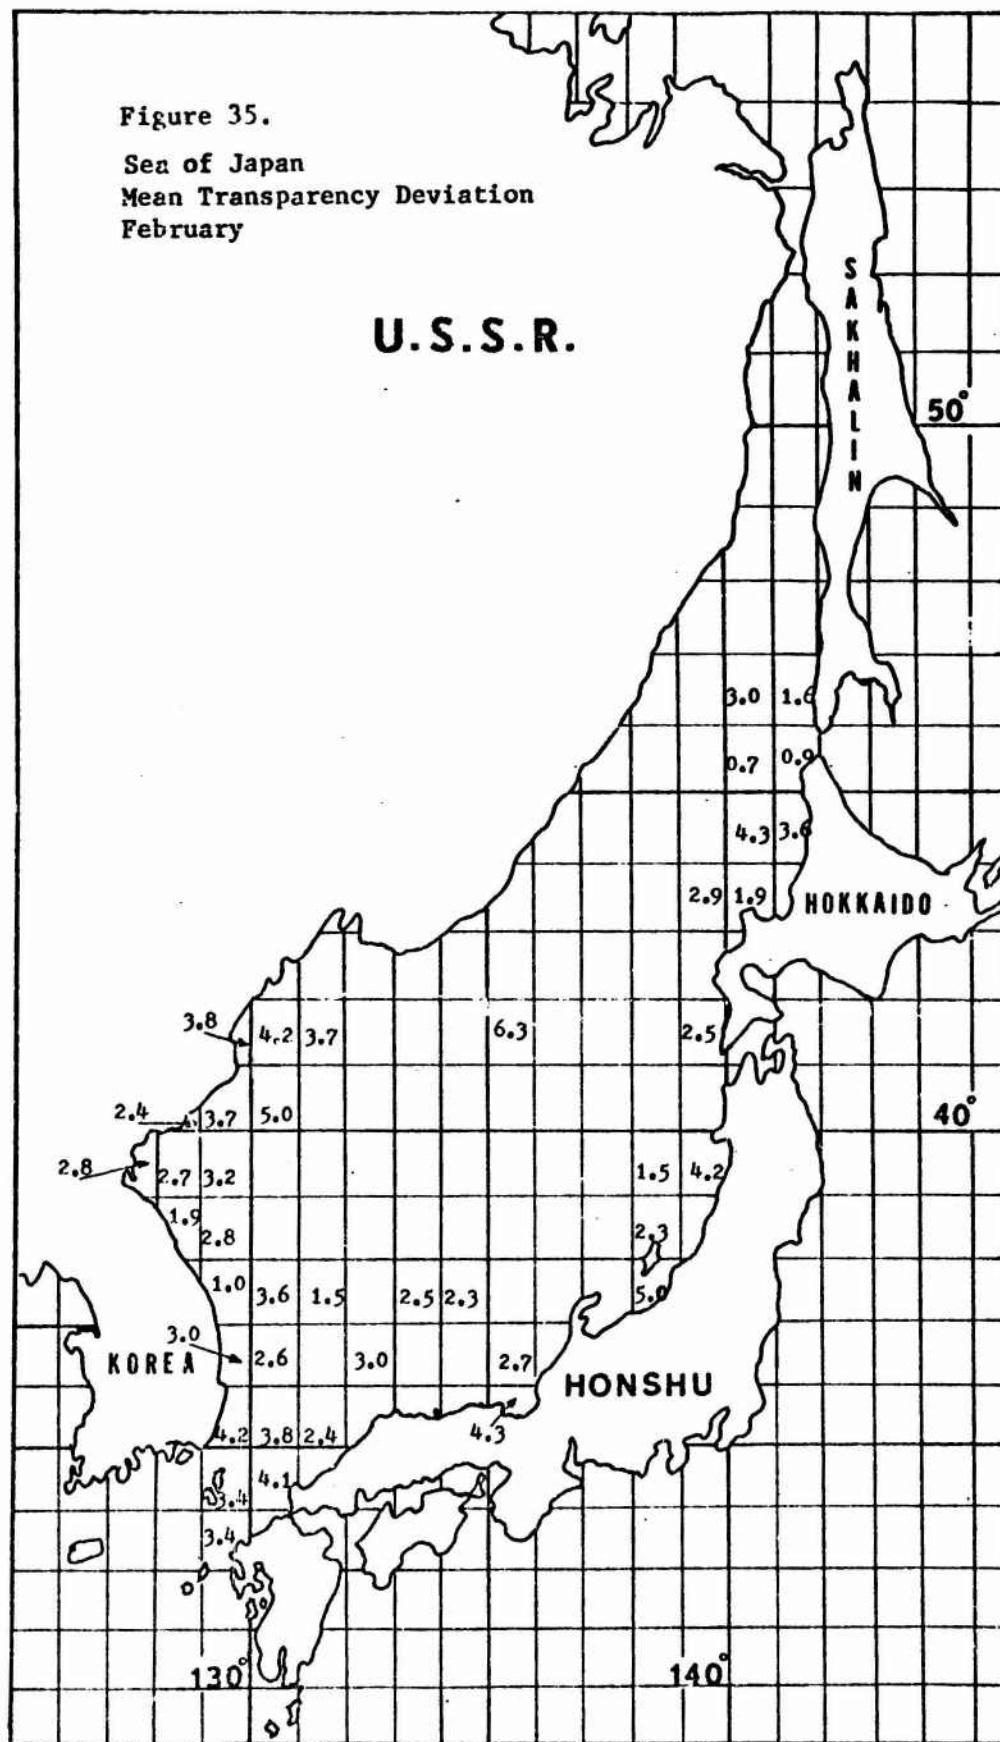 Figure 35.
Sea of Japan
Mean Transparency Deviation
February
U.S.S.R.
SAKHALIN
50°
3.0 1.6
0.7 0.9
4.3 3.6
2.9 1.9
HOKKAIDO
3.8 4.2 3.7 6.3 2.5
2.4 3.7 5.0 40°
2.8 2.7 3.2 1.5 4.2
1.9
2.8 2.3
1.0 3.6 1.5 2.5 2.3 5.0
3.0
KOREA 2.6 3.0 2.7
HONSHU
4.2 3.8 2.4 4.3
4.1
3.4
3.4
130° 140°